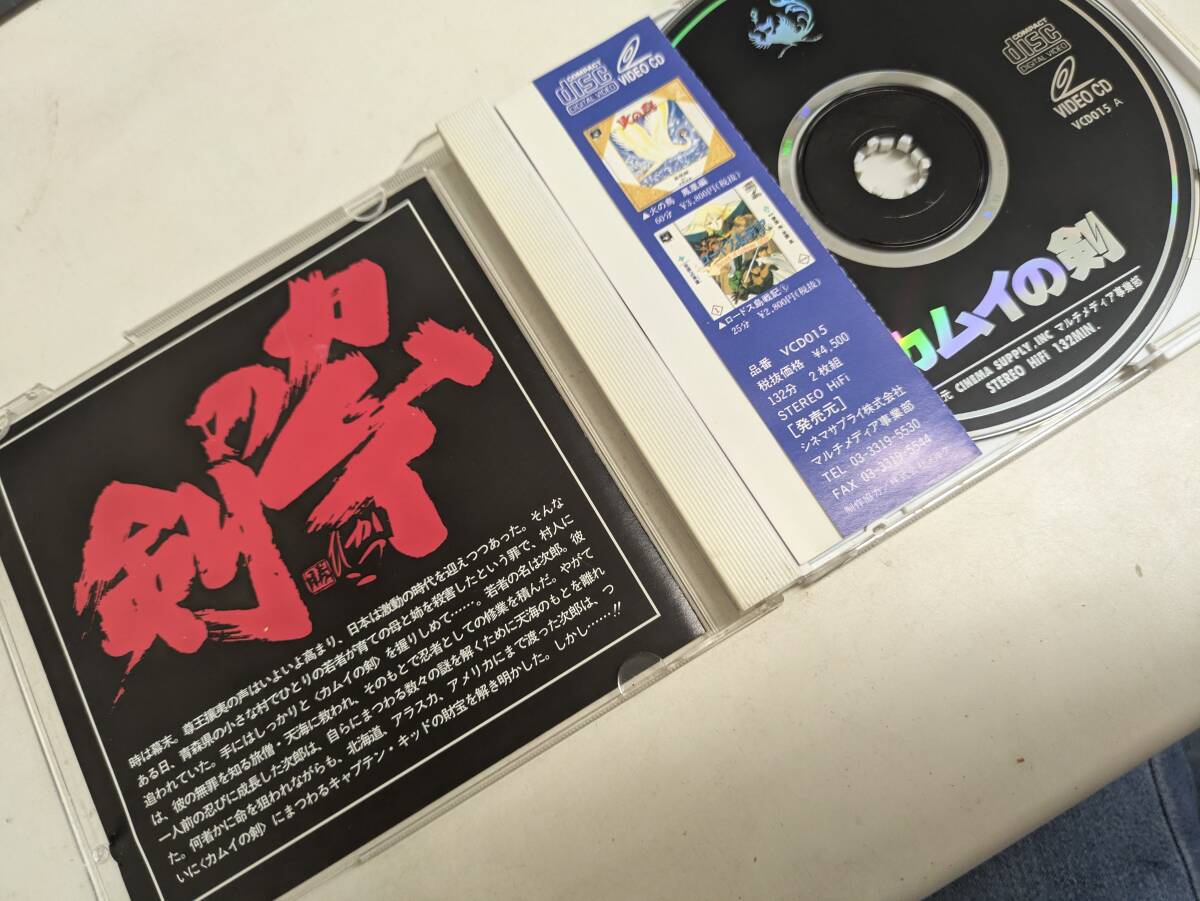 カムイの剣
時は幕末。尊王攘夷の声はいよいよ高まり、日本は激動の時代を迎えつつあった。そんな
ある日、青森県の小さな村でひとりの若者が育ての母と姉を殺害したという罪で、村人に
追われていた。手にはしっかりと〈カムイの剣〉を握りしめて……。若者の名は次郎。彼
は、彼の無罪を知る旅僧・天海に救われ、そのもとで忍者としての修業を積んだ。やがて
一人前の忍びに成長した次郎は、自らにまつわる数々の謎を解くために天海のもとを離れ
た。何者かに命を狙われながらも、北海道、アラスカ、アメリカにまで渡った次郎は、つ
いに〈カムイの剣〉にまつわるキャプテン・キッドの財宝を解き明かした。しかし……!!
COMPACT
disc
DIGITAL VIDEO
VIDEO CD
火の鳥
▲火の鳥 鳳凰編
60分 ¥3,800円(税抜)
▲ロードス島戦記①
25分 ¥2,800円(税抜)
品番 VCD015
税抜価格 ¥4,500
132分 2枚組
STEREO HiFi
[発売元]
シネマサプライ株式会社
マルチメディア事業部
TEL 03-3319-5530
FAX 03-3319-5544
COMPACT
disc
DIGITAL VIDEO
VIDEO CD
VCD015 A
カムイの剣
元 CINEMA SUPPLY, INC マルチメディア事業部
STEREO HiFi 132MIN.